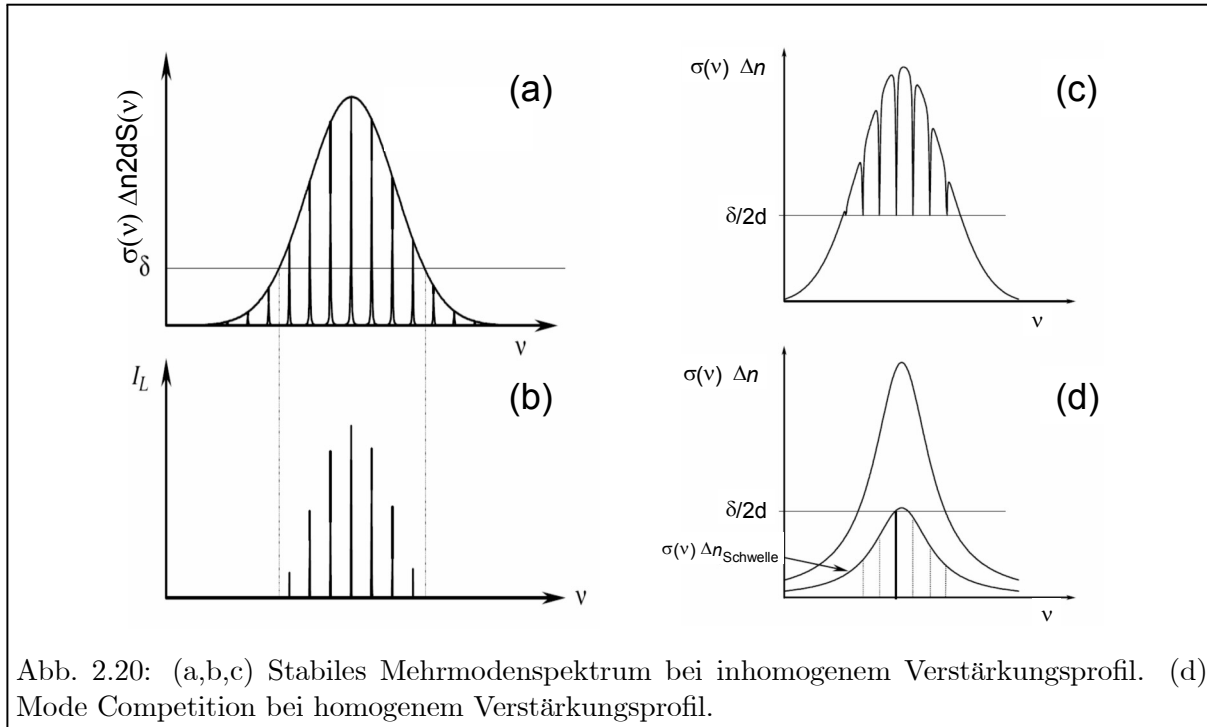 (a)
σ(ν) Δn2dS(ν)
δ
ν
I_L
(b)
ν
σ(ν) Δn
(c)
δ/2d
ν
σ(ν) Δn
(d)
δ/2d
σ(ν) Δn_Schwelle
ν
Abb. 2.20: (a,b,c) Stabiles Mehrmodenspektrum bei inhomogenem Verstärkungsprofil. (d)
Mode Competition bei homogenem Verstärkungsprofil.